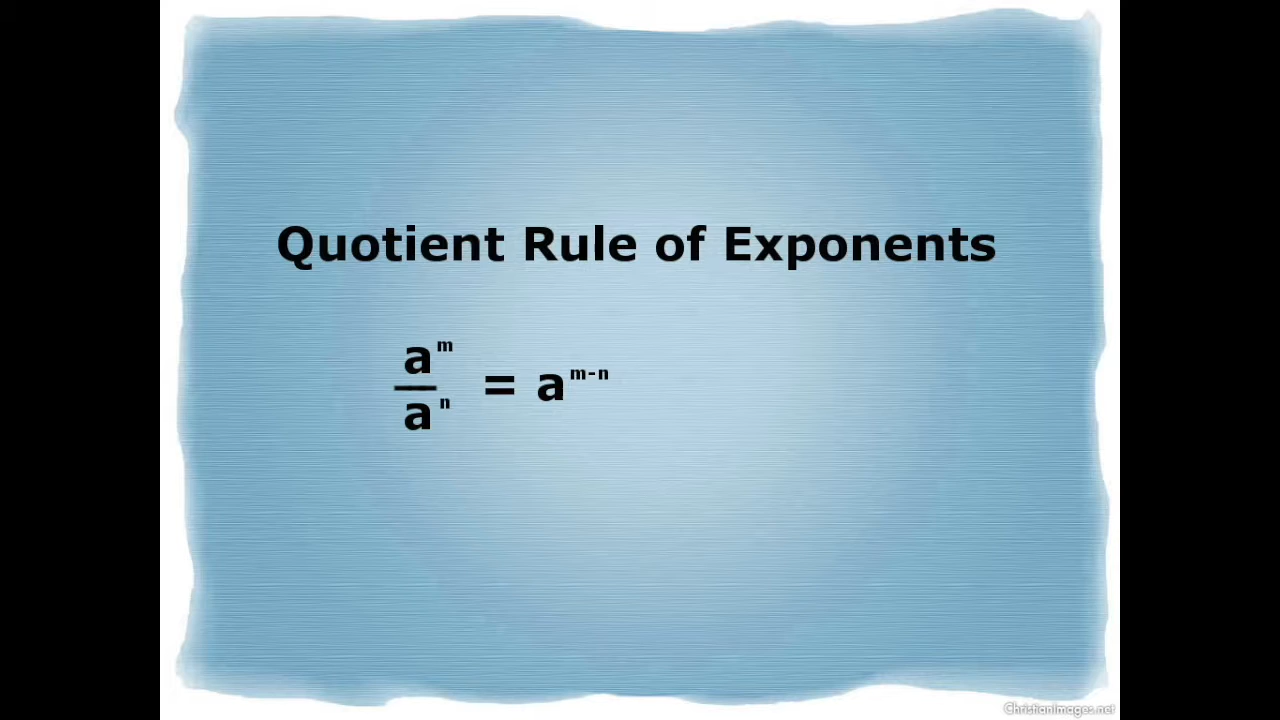 Quotient Rule of Exponents
a^m / a^n = a^m-n
ChristianImages.net